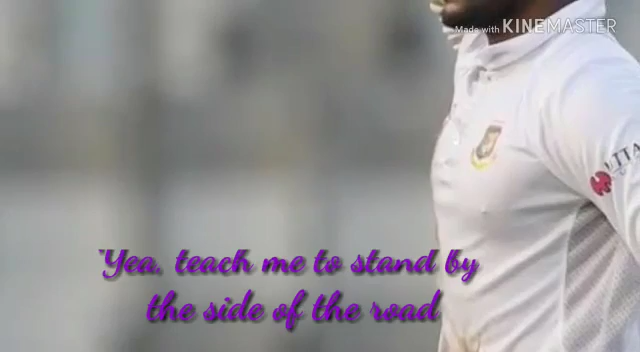 Made with KINEMASTER
"Yea, teach me to stand by
the side of the road